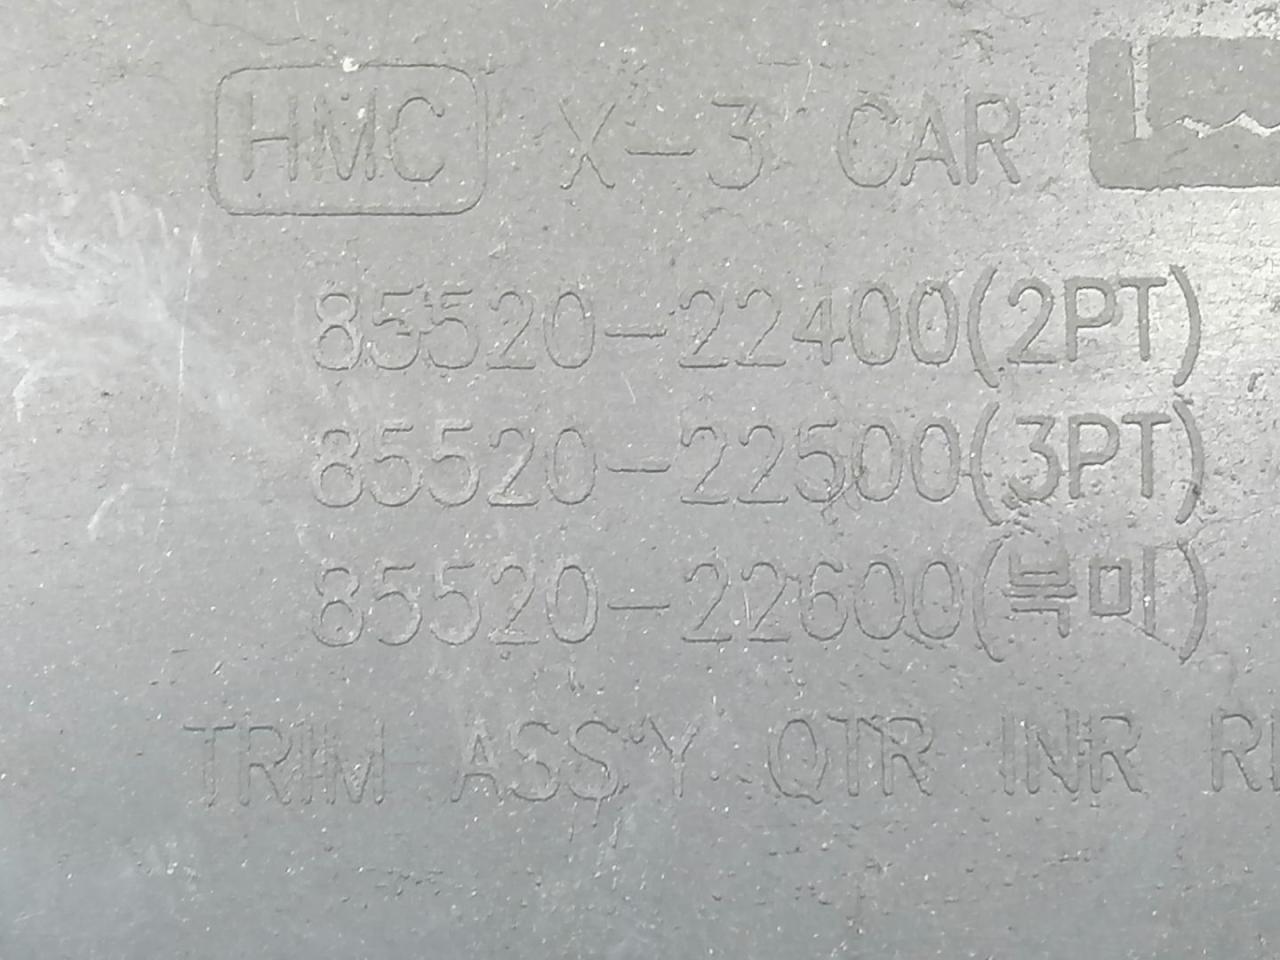 HMC X-3 CAR
85520-22400(2PT)
85520-22500(3PT)
85520-22600(북미)
TRIM ASS'Y QTR INR